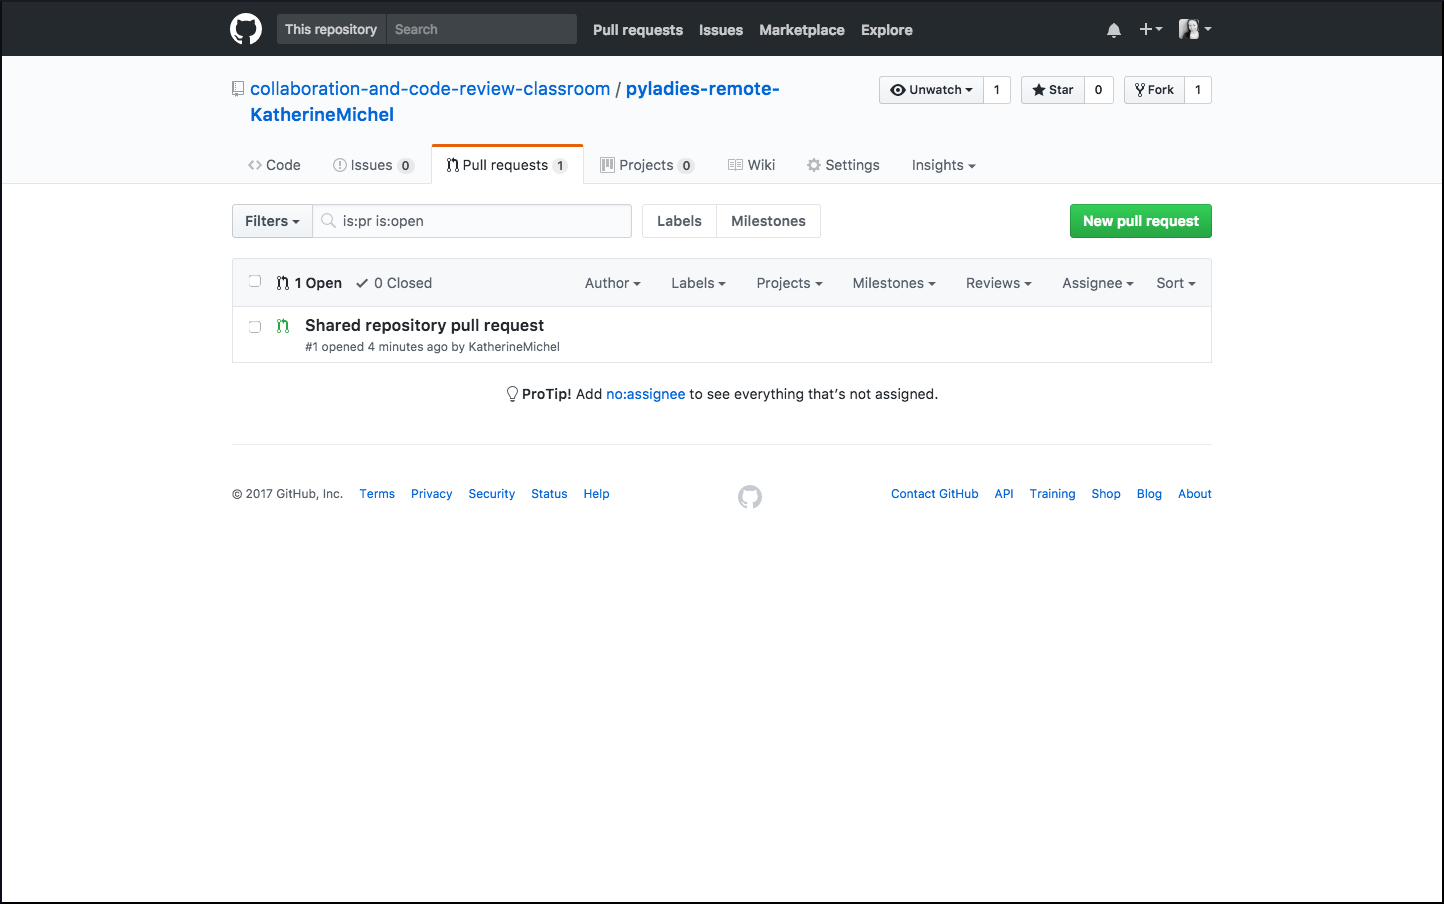 This repository Search Pull requests Issues Marketplace Explore
collaboration-and-code-review-classroom / pyladies-remote-
KatherineMichel
Unwatch 1 Star 0 Fork 1
Code Issues 0 Pull requests 1 Projects 0 Wiki Settings Insights
Filters is:pr is:open Labels Milestones New pull request
1 Open 0 Closed Author Labels Projects Milestones Reviews Assignee Sort
Shared repository pull request
#1 opened 4 minutes ago by KatherineMichel
ProTip! Add no:assignee to see everything that’s not assigned.
© 2017 GitHub, Inc. Terms Privacy Security Status Help Contact GitHub API Training Shop Blog About